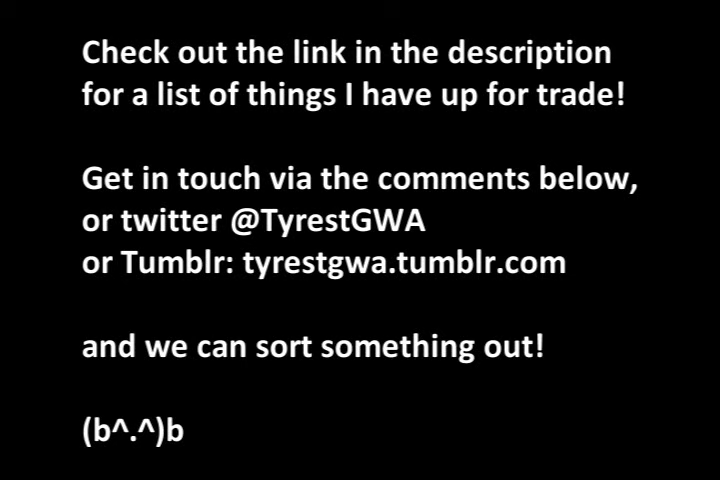 Check out the link in the description
for a list of things I have up for trade!
Get in touch via the comments below,
or twitter @TyrestGWA
or Tumblr: tyrestgwa.tumblr.com
and we can sort something out!
(b^.^)b